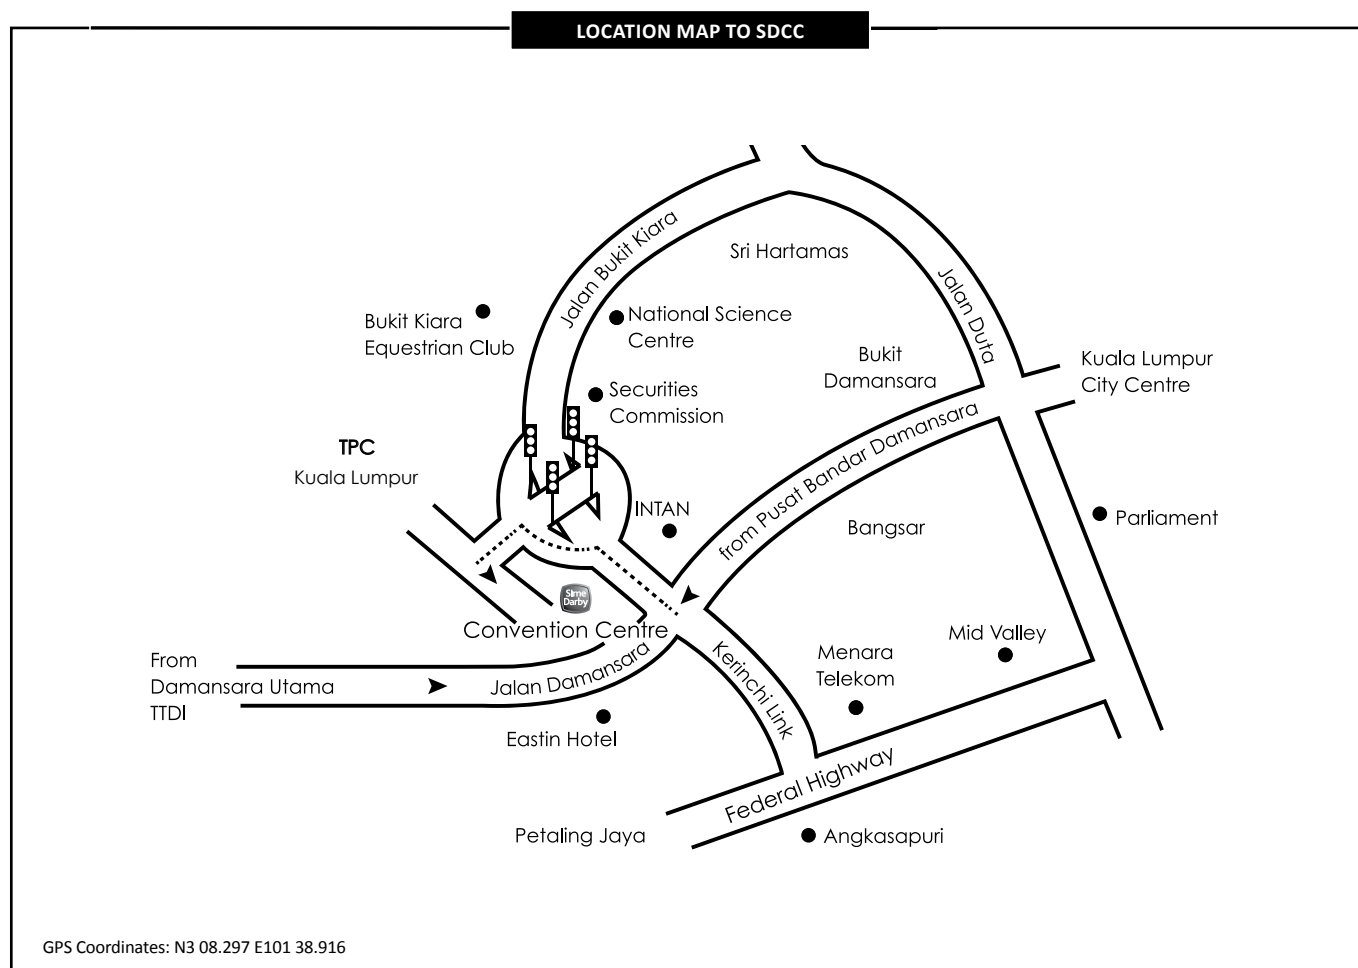 LOCATION MAP TO SDCC
Sri Hartamas
Jalan Bukit Kiara
Jalan Duta
National Science
Centre
Bukit Kiara
Equestrian Club
Bukit
Damansara
Kuala Lumpur
City Centre
Securities
Commission
TPC
Kuala Lumpur
from Pusat Bandar Damansara
INTAN
Bangsar
Parliament
Sime
Darby
Convention Centre
Mid Valley
Menara
Telekom
Kerinchi Link
From
Damansara Utama
TTDI
Jalan Damansara
Eastin Hotel
Federal Highway
Petaling Jaya
Angkasapuri
GPS Coordinates: N3 08.297 E101 38.916